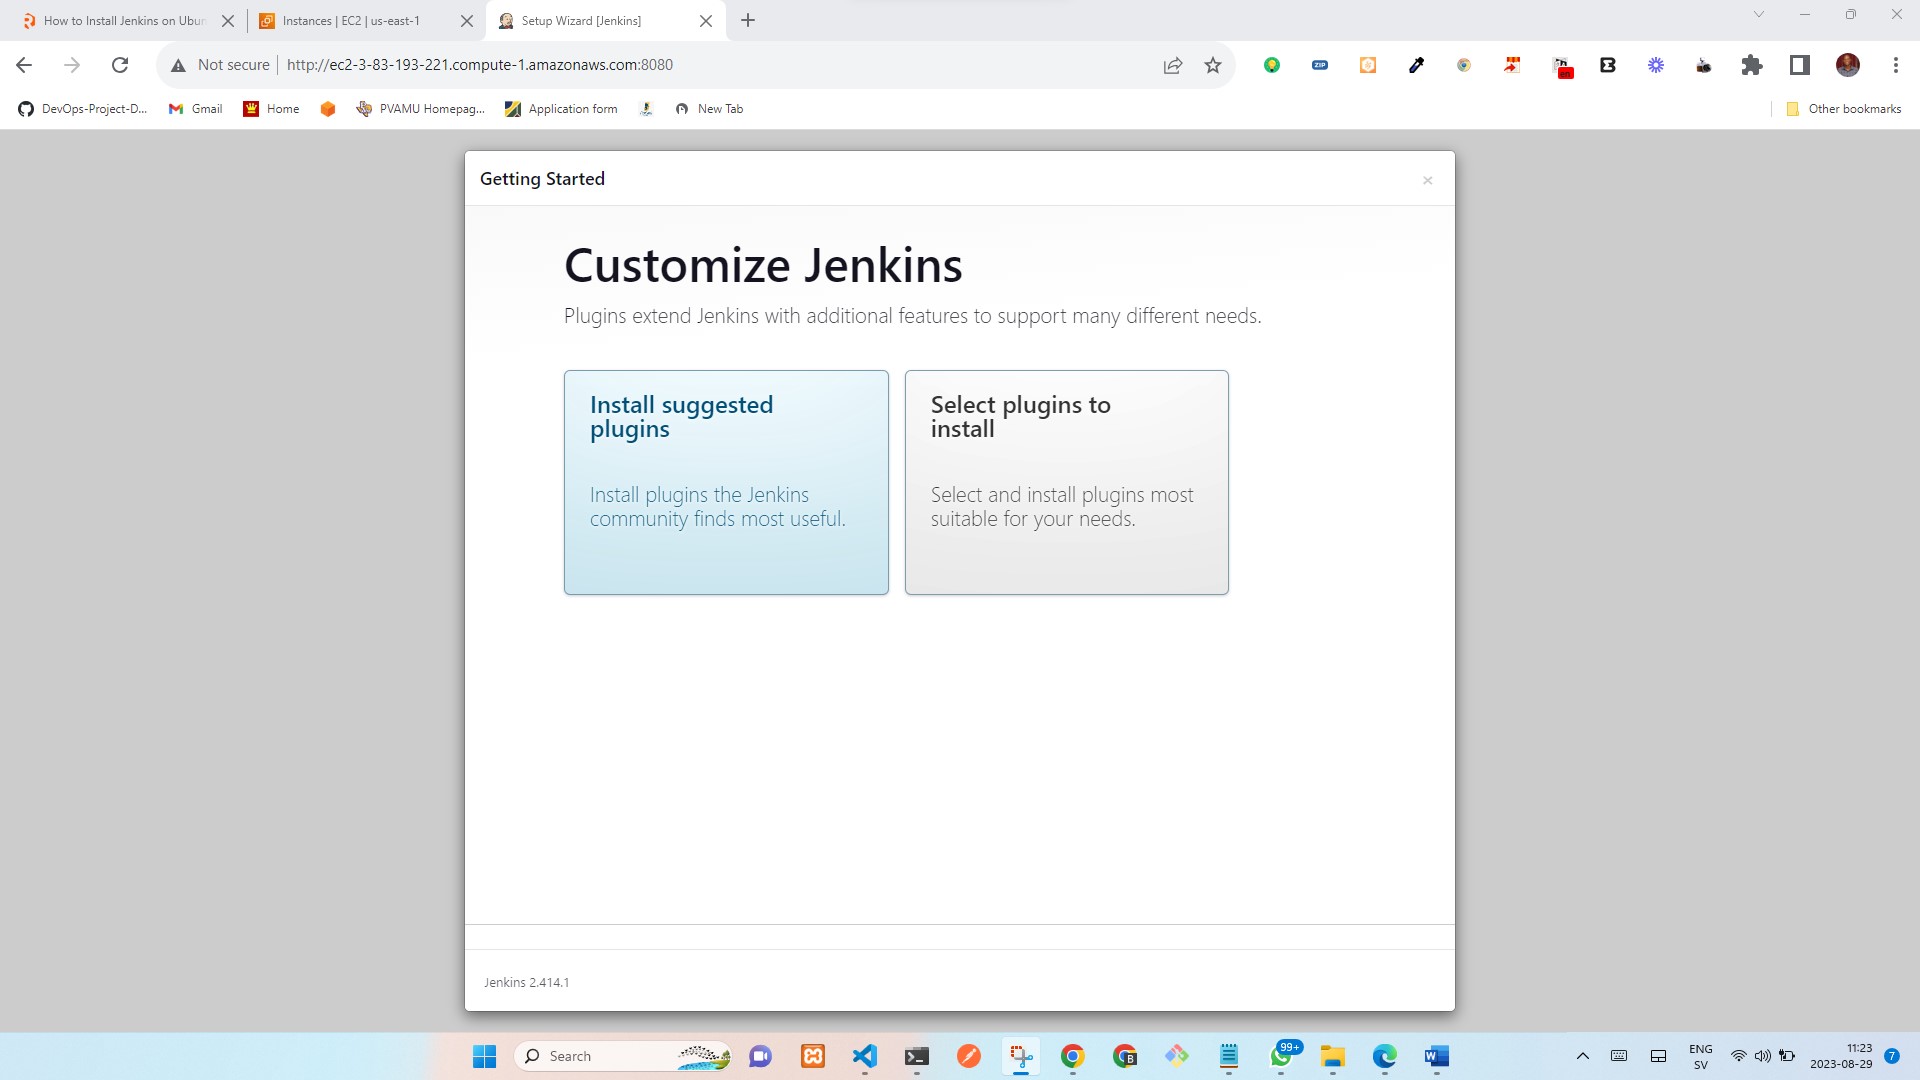 How to Install Jenkins on Ubun
Instances | EC2 | us-east-1
Setup Wizard [Jenkins]
Not secure
http://ec2-3-83-193-221.compute-1.amazonaws.com:8080
ZIP
en
DevOps-Project-D...
Gmail
Home
PVAMU Homepag...
Application form
New Tab
Other bookmarks
Getting Started
Customize Jenkins
Plugins extend Jenkins with additional features to support many different needs.
Install suggested
plugins
Install plugins the Jenkins
community finds most useful.
Select plugins to
install
Select and install plugins most
suitable for your needs.
Jenkins 2.414.1
Search
99+
ENG
SV
11:23
2023-08-29
7